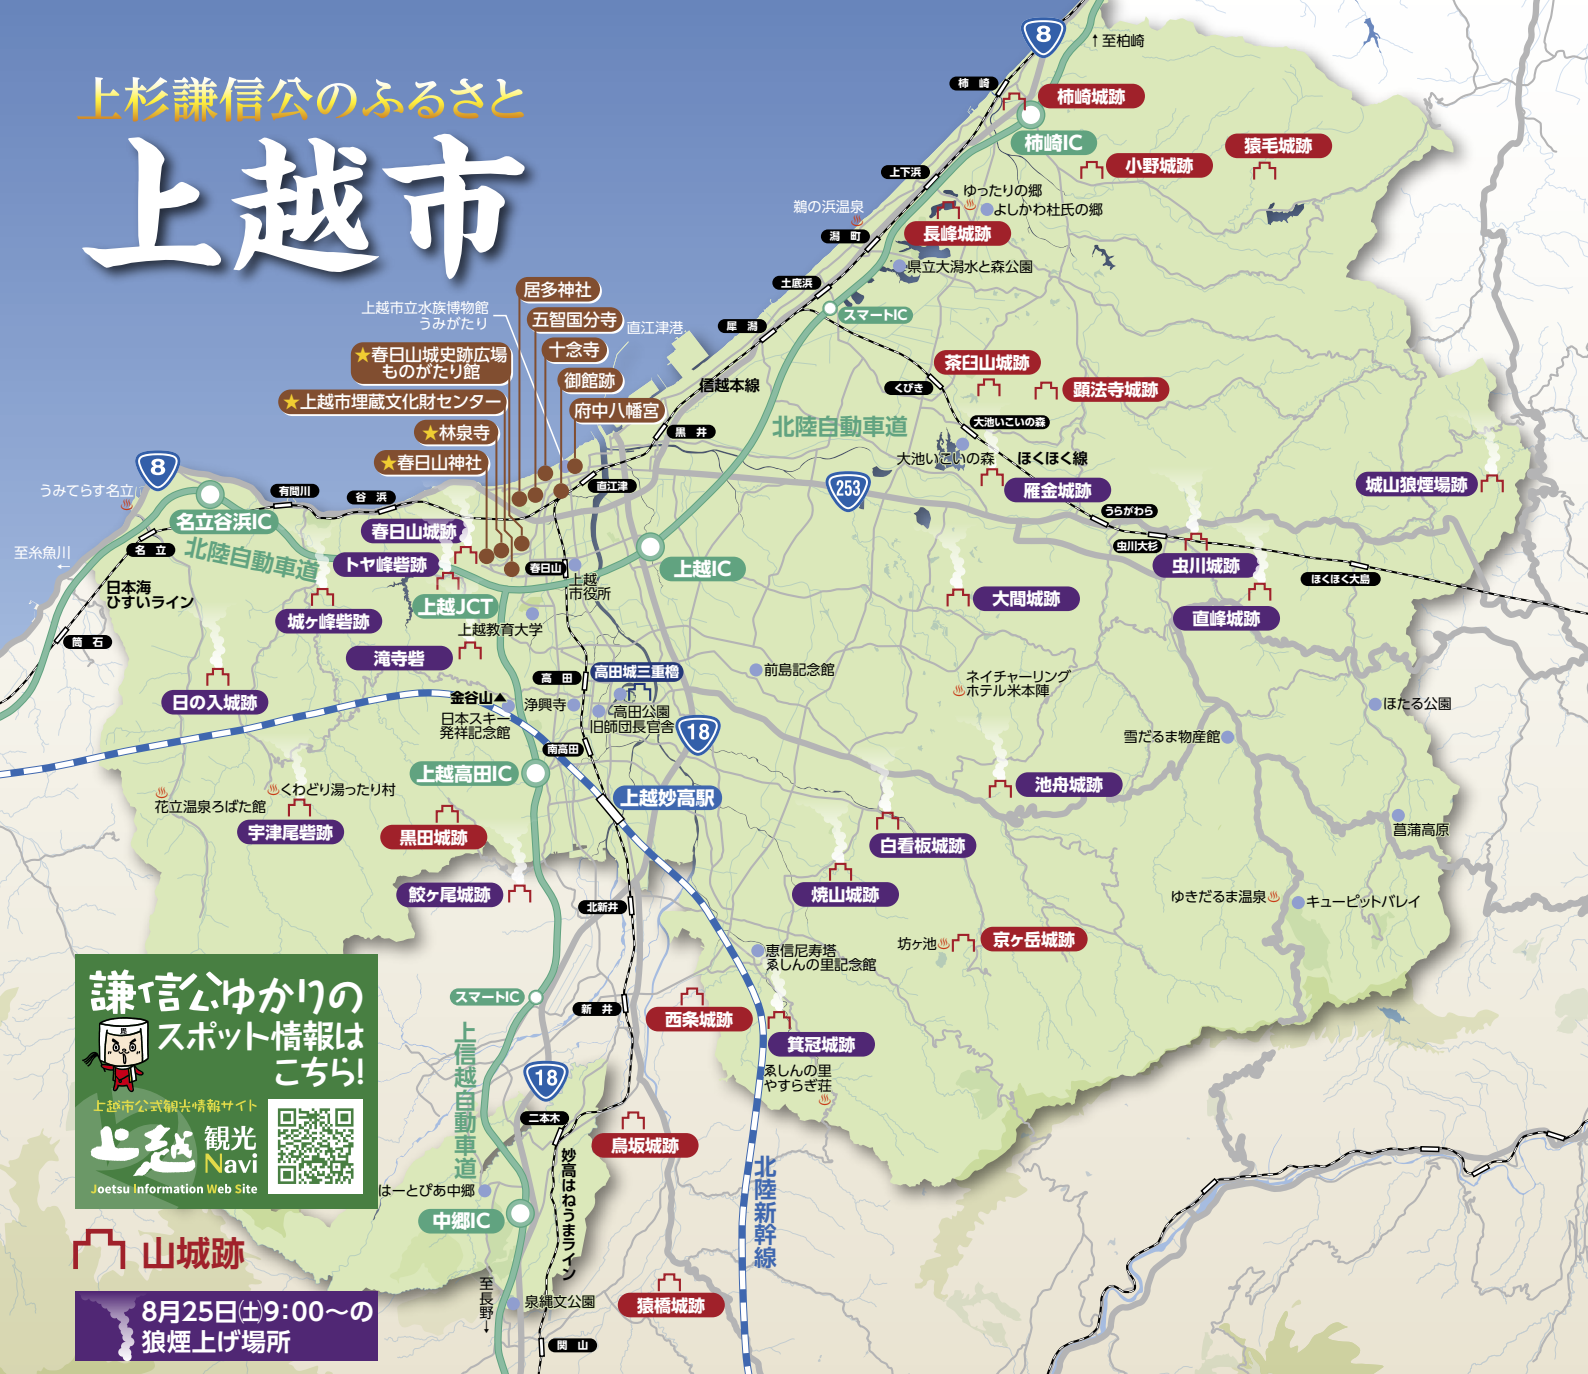 上杉謙信公のふるさと
上越市
8
↑至柏崎
柿崎
柿崎城跡
柿崎IC
小野城跡
猿毛城跡
上下浜
ゆったりの郷
よしかわ杜氏の郷
鵜の浜温泉
潟町
長峰城跡
県立大潟水と森公園
土底浜
スマートIC
犀潟
居多神社
五智国分寺
十念寺
御館跡
府中八幡宮
上越市立水族博物館
うみがたり
直江津港
★春日山城史跡広場
ものがたり館
★上越市埋蔵文化財センター
★林泉寺
★春日山神社
信越本線
黒井
北陸自動車道
茶臼山城跡
顕法寺城跡
くびき
大池いこいの森
大池いこいの森
ほくほく線
雁金城跡
城山狼煙場跡
253
うらがわら
虫川大杉
虫川城跡
ほくほく大島
直峰城跡
大間城跡
8
うみてらす名立
名立谷浜IC
有間川
谷浜
直江津
春日山城跡
トヤ峰砦跡
北陸自動車道
至糸魚川
←
名立
日本海
ひすいライン
筒石
城ヶ峰砦跡
春日山
上越
市役所
上越IC
上越JCT
上越教育大学
滝寺砦
日の入城跡
高田
高田城三重櫓
前島記念館
ネイチャーリング
ホテル米本陣
金谷山▲
日本スキー
発祥記念館
浄興寺
高田公園
旧師団長官舎
18
南高田
ほたる公園
雪だるま物産館
上越高田IC
上越妙高駅
池舟城跡
くわどり湯ったり村
花立温泉ろばた館
宇津尾砦跡
黒田城跡
白看板城跡
菖蒲高原
鮫ヶ尾城跡
焼山城跡
北新井
ゆきだるま温泉
キューピットバレイ
坊ヶ池
京ヶ岳城跡
恵信尼寿塔
ゑしんの里記念館
スマートIC
新井
西条城跡
箕冠城跡
ゑしんの里
やすらぎ荘
上信越自動車道
18
二本木
鳥坂城跡
妙高はねうまライン
北陸新幹線
はーとぴあ中郷
中郷IC
至長野→
泉縄文公園
猿橋城跡
関山
謙信公ゆかりの
スポット情報は
こちら!
上越市公式観光情報サイト
上越 観光
Navi
Joetsu Information Web Site
山城跡
8月25日㈯9:00〜の
狼煙上げ場所